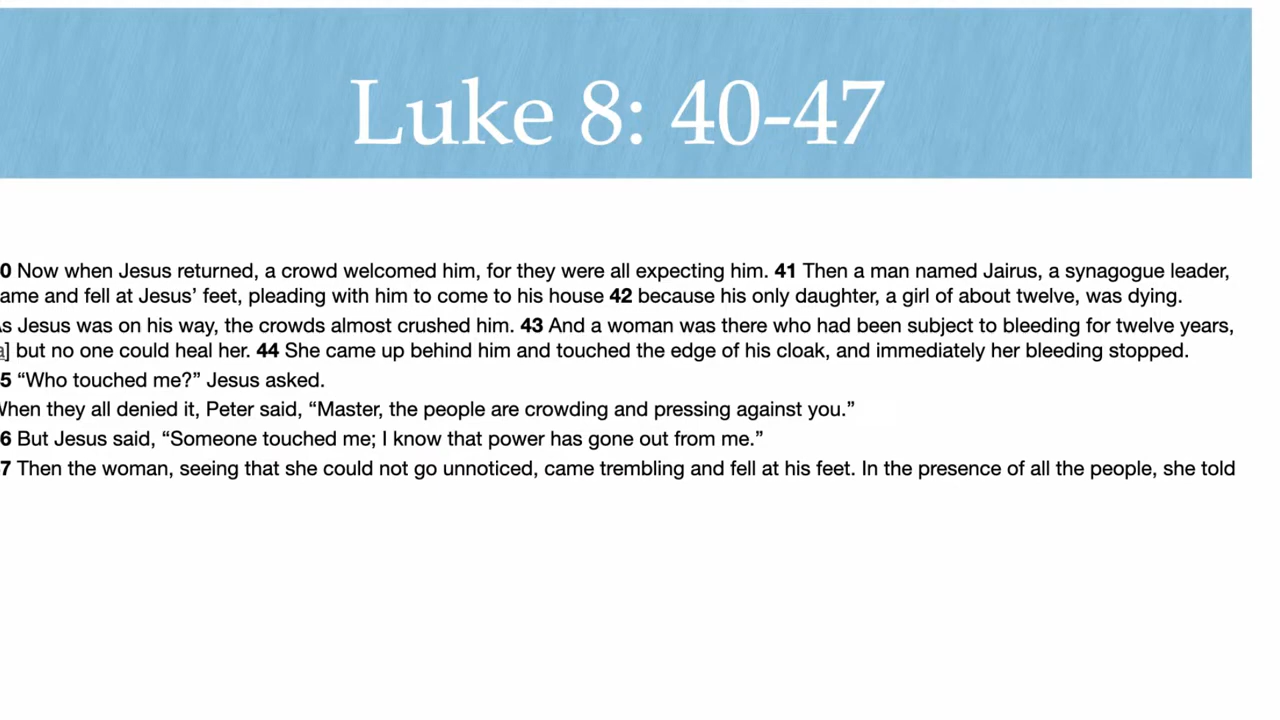 Luke 8: 40-47
0 Now when Jesus returned, a crowd welcomed him, for they were all expecting him. 41 Then a man named Jairus, a synagogue leader,
ame and fell at Jesus’ feet, pleading with him to come to his house 42 because his only daughter, a girl of about twelve, was dying.
s Jesus was on his way, the crowds almost crushed him. 43 And a woman was there who had been subject to bleeding for twelve years,
a] but no one could heal her. 44 She came up behind him and touched the edge of his cloak, and immediately her bleeding stopped.
5 “Who touched me?” Jesus asked.
When they all denied it, Peter said, “Master, the people are crowding and pressing against you.”
6 But Jesus said, “Someone touched me; I know that power has gone out from me.”
7 Then the woman, seeing that she could not go unnoticed, came trembling and fell at his feet. In the presence of all the people, she told